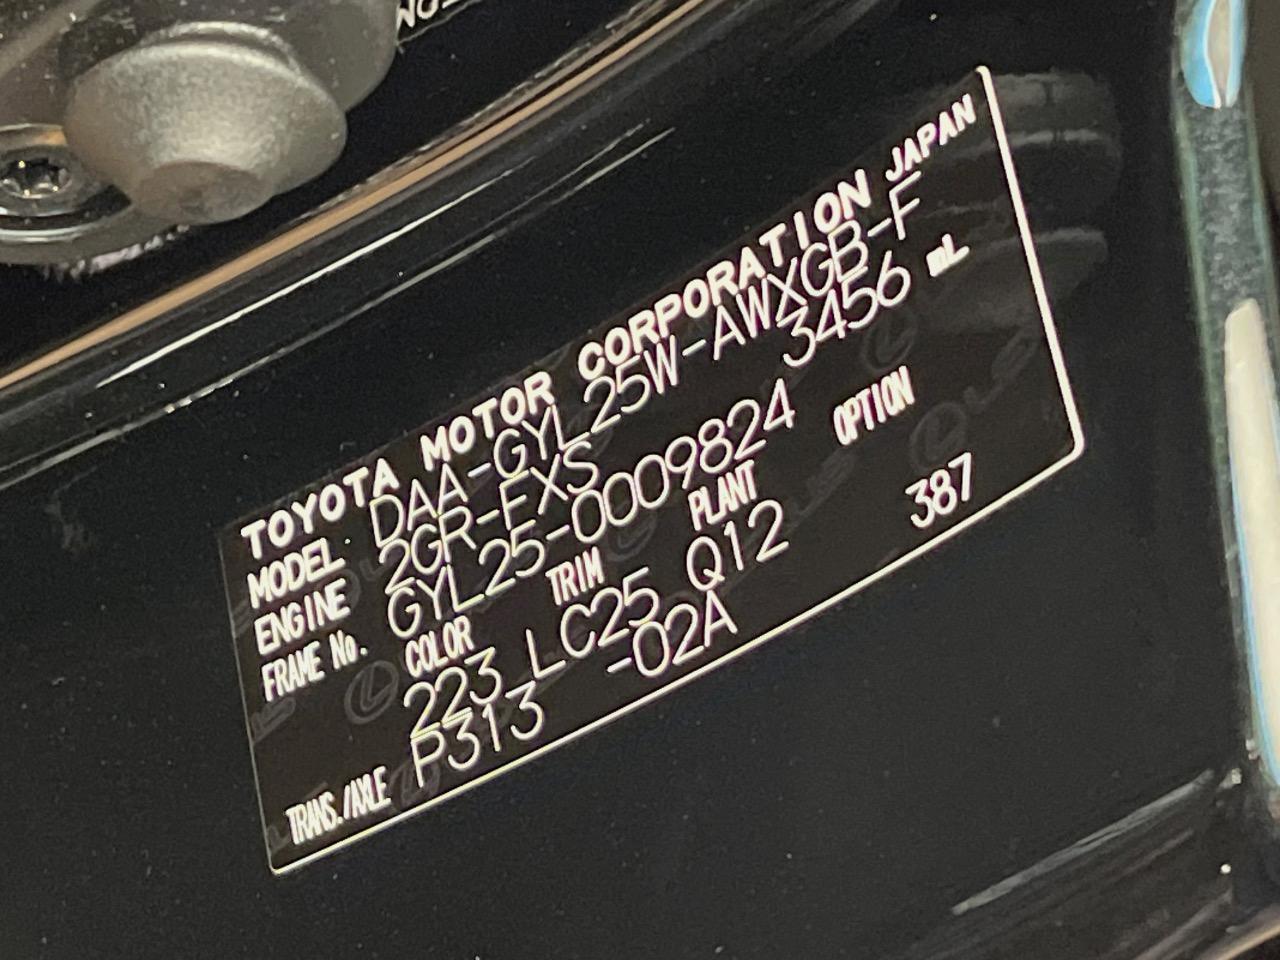 TOYOTA MOTOR CORPORATION JAPAN
MODEL DAA-GYL25W-AWXGB-F
ENGINE 2GR-FXS 3456 mL
FRAME No. GYL25-0009824
COLOR TRIM PLANT OPTION
223 LC25 Q12 387
TRANS./AXLE P313 -02A